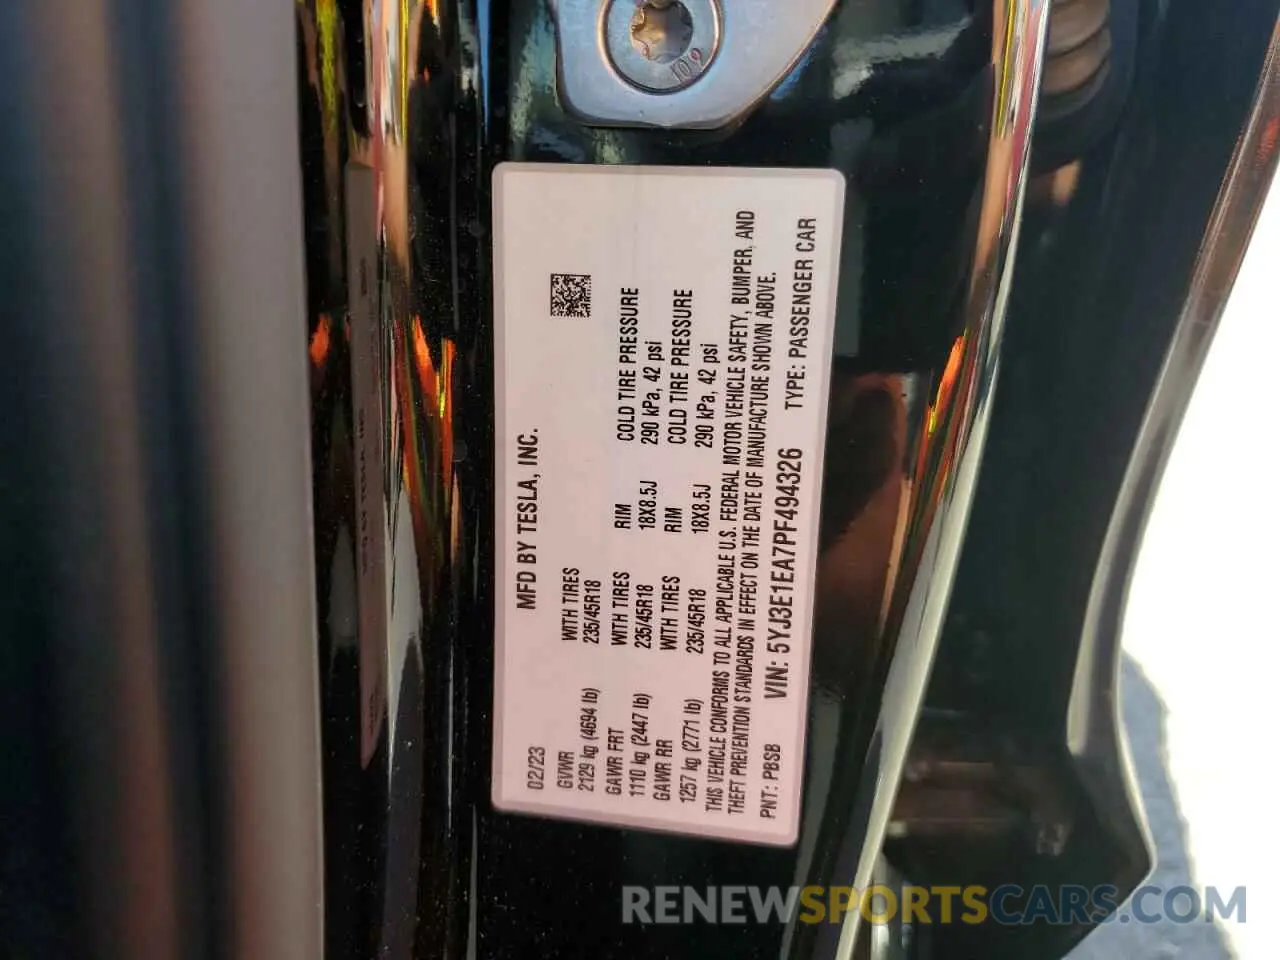 10.9
MFD BY TESLA, INC.
02/23
GVWR WITH TIRES
2129 kg (4694 lb) 235/45R18
GAWR FRT WITH TIRES RIM COLD TIRE PRESSURE
1110 kg (2447 lb) 235/45R18 18X8.5J 290 kPa, 42 psi
GAWR RR WITH TIRES RIM COLD TIRE PRESSURE
1257 kg (2771 lb) 235/45R18 18X8.5J 290 kPa, 42 psi
THIS VEHICLE CONFORMS TO ALL APPLICABLE U.S. FEDERAL MOTOR VEHICLE SAFETY, BUMPER, AND
THEFT PREVENTION STANDARDS IN EFFECT ON THE DATE OF MANUFACTURE SHOWN ABOVE.
PNT: PBSB VIN: 5YJ3E1EA7PF494326 TYPE: PASSENGER CAR
RENEWSPORTSCARS.COM